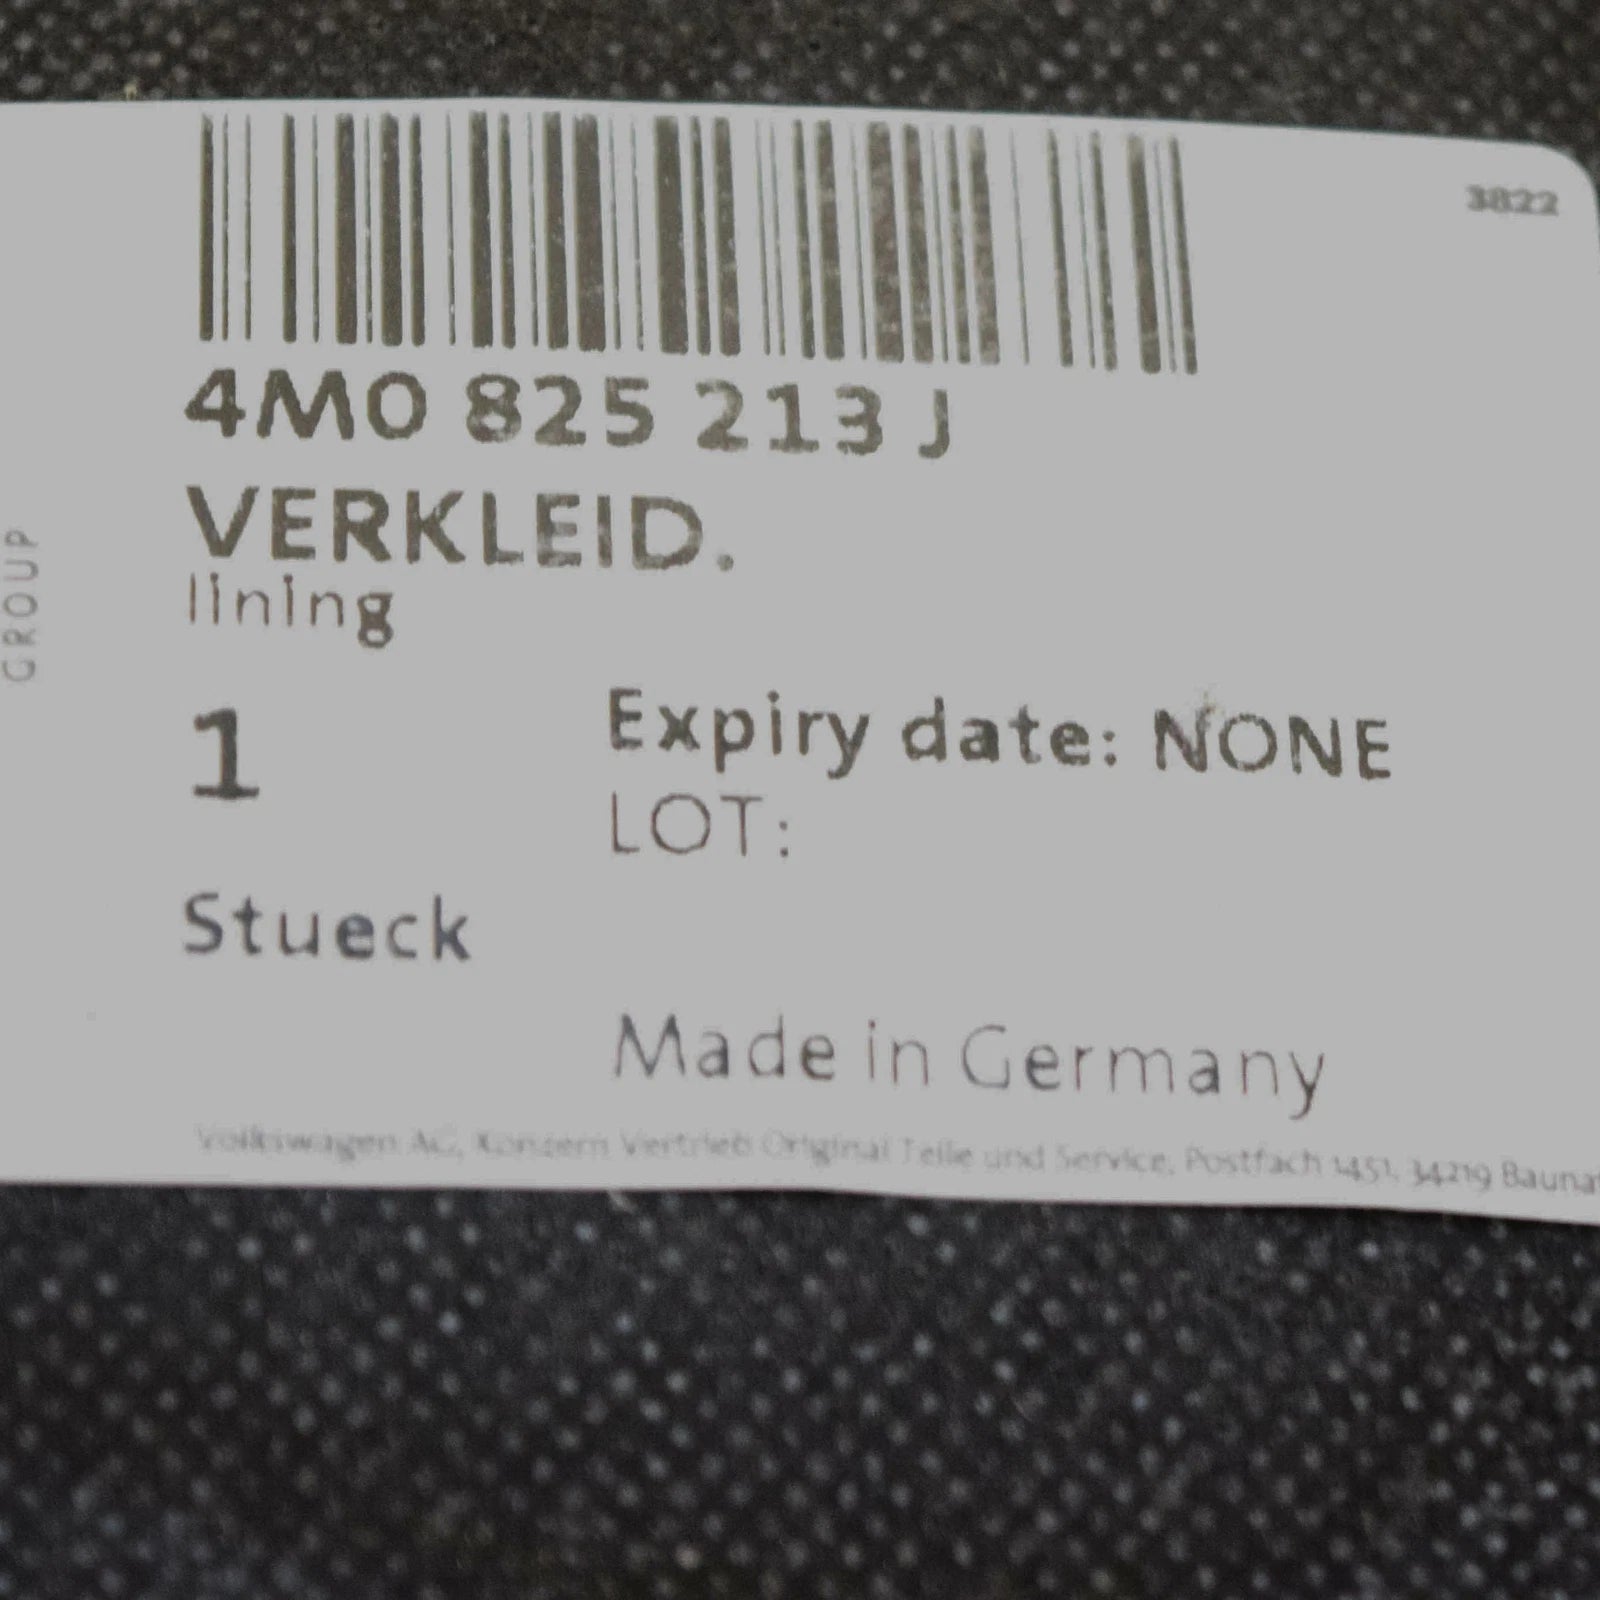 3822
4M0 825 213 J
VERKLEID.
lining
GROUP
1
Expiry date: NONE
LOT:
Stueck
Made in Germany
Volkswagen AG, Konzern Vertrieb Original Teile und Service, Postfach 1451, 34219 Bauna